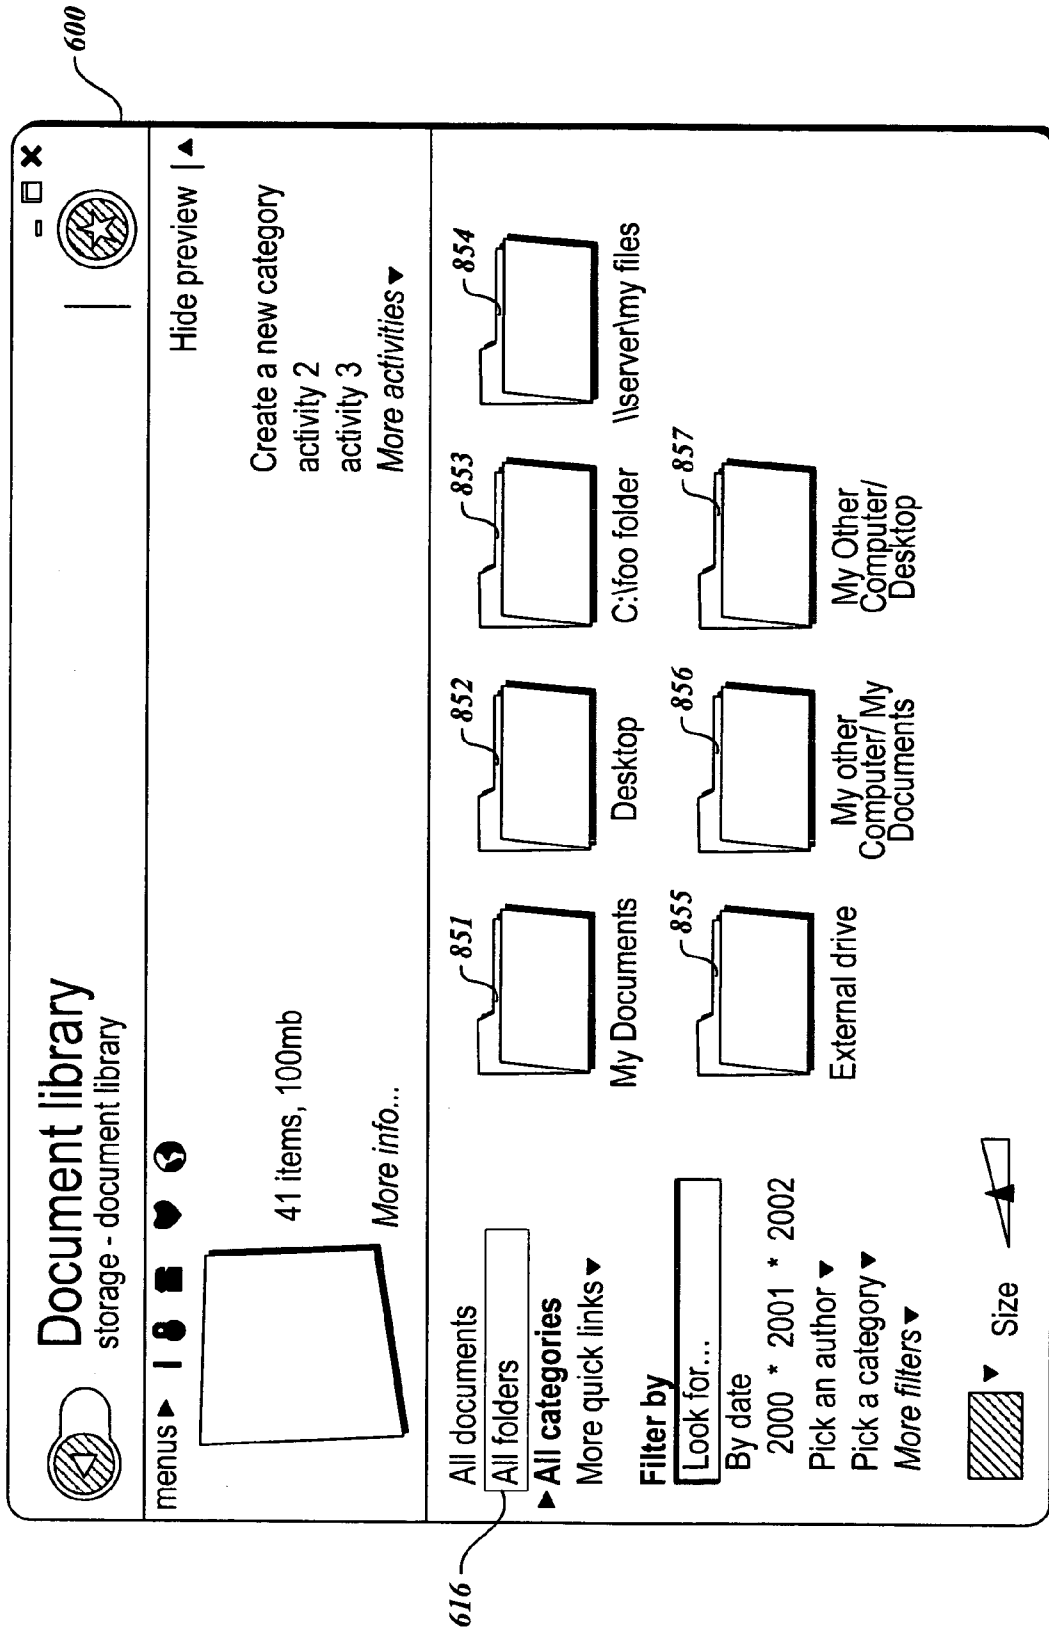 600
Document library
storage - document library
menus
Hide preview
41 items, 100mb
More info...
Create a new category
activity 2
activity 3
More activities
616
All documents
All folders
All categories
More quick links
Filter by
Look for...
By date
2000 * 2001 * 2002
Pick an author
Pick a category
More filters
Size
851
852
853
854
My Documents
Desktop
C:\foo folder
\\server\my files
855
856
857
External drive
My other
Computer/ My
Documents
My Other
Computer/
Desktop